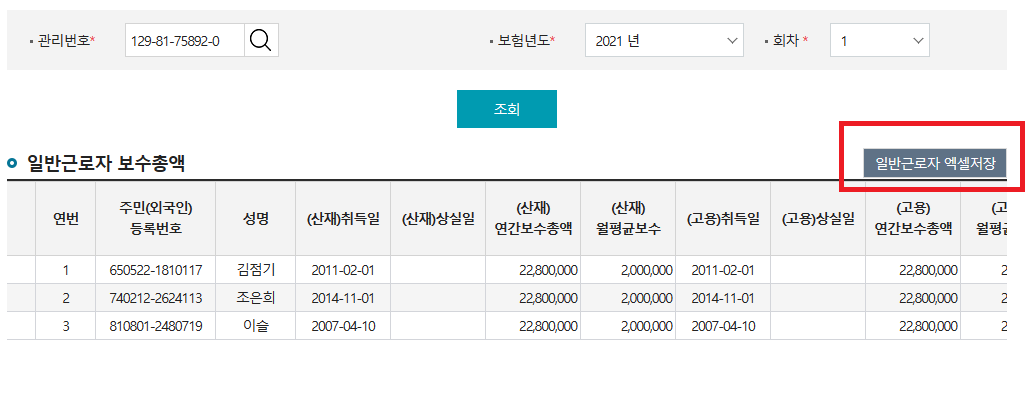 · 관리번호* 129-81-75892-0 · 보험년도* 2021 년 · 회차 * 1
조회
일반근로자 보수총액 일반근로자 엑셀저장
연번 주민(외국인) 등록번호 성명 (산재)취득일 (산재)상실일 (산재) 연간보수총액 (산재) 월평균보수 (고용)취득일 (고용)상실일 (고용) 연간보수총액 (고 월평균
1 650522-1810117 김점기 2011-02-01 22,800,000 2,000,000 2011-02-01 22,800,000 2
2 740212-2624113 조은희 2014-11-01 22,800,000 2,000,000 2014-11-01 22,800,000 2
3 810801-2480719 이슬 2007-04-10 22,800,000 2,000,000 2007-04-10 22,800,000 2